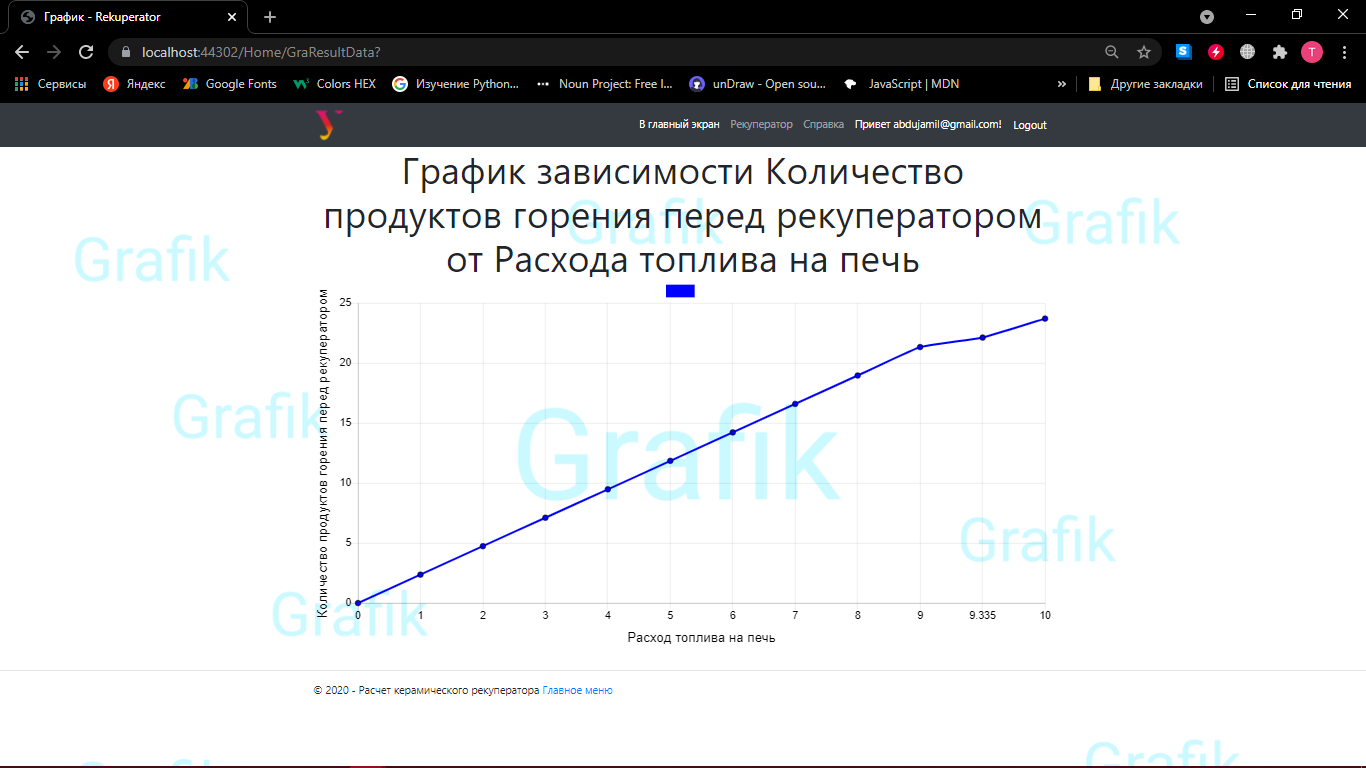 График - Rekuperator
localhost:44302/Home/GraResultData?
T
Сервисы Яндекс Google Fonts Colors HEX Изучение Python... Noun Project: Free I... unDraw - Open sou... JavaScript | MDN » Другие закладки Список для чтения
В главный экран Рекуператор Справка Привет abdujamil@gmail.com! Logout
График зависимости Количество
продуктов горения перед рекуператором
от Расхода топлива на печь
Grafik Grafik
Grafik
Количество продуктов горения перед рекуператором
25
20
15
10
5
0
Grafik
Grafik
Grafik
Grafik
0 1 2 3 4 5 6 7 8 9 9.335 10
Расход топлива на печь
© 2020 - Расчет керамического рекуператора Главное меню
Grafik
Grafik